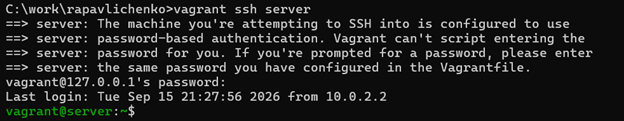 C:\work\rapavlichenko>vagrant ssh server
==> server: The machine you're attempting to SSH into is configured to use
==> server: password-based authentication. Vagrant can't script entering the
==> server: password for you. If you're prompted for a password, please enter
==> server: the same password you have configured in the Vagrantfile.
vagrant@127.0.0.1's password:
Last login: Tue Sep 15 21:27:56 2026 from 10.0.2.2
vagrant@server:~$